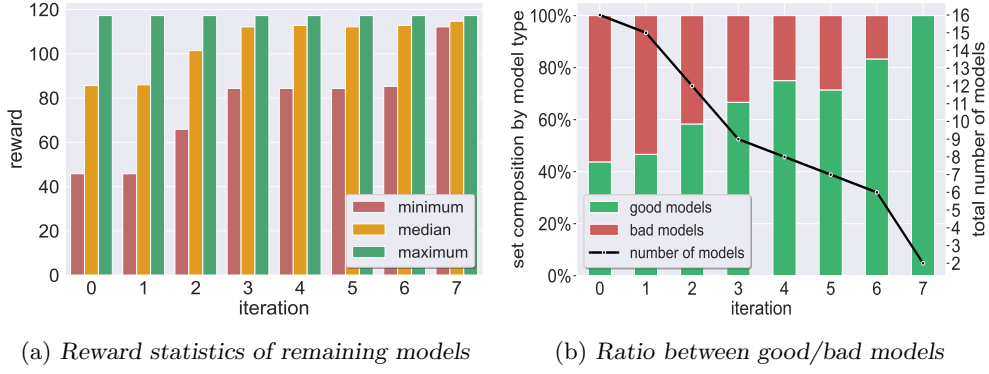 120
100
80
60
40
20
0
reward
0 1 2 3 4 5 6 7
iteration
minimum
median
maximum
(a) Reward statistics of remaining models
100%
80%
60%
40%
20%
0%
set composition by model type
0 1 2 3 4 5 6 7
iteration
good models
bad models
number of models
16
15
14
13
12
11
10
9
8
7
6
5
4
3
2
total number of models
(b) Ratio between good/bad models